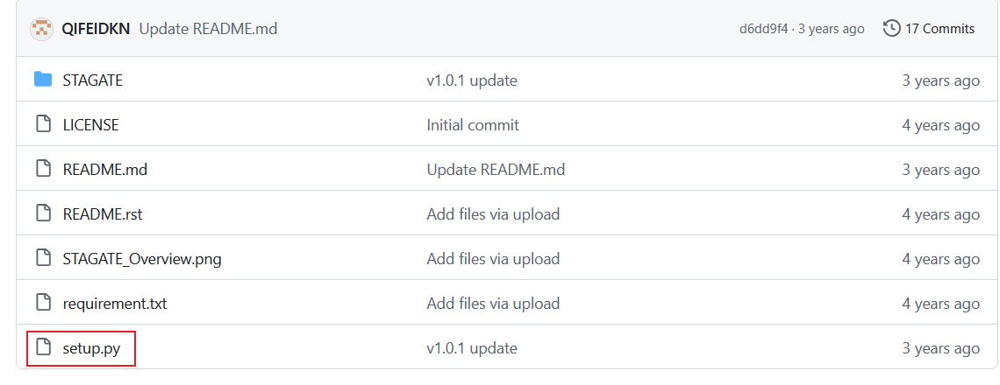 QIFEIDKN Update README.md d6dd9f4 · 3 years ago 17 Commits
STAGATE v1.0.1 update 3 years ago
LICENSE Initial commit 4 years ago
README.md Update README.md 3 years ago
README.rst Add files via upload 4 years ago
STAGATE_Overview.png Add files via upload 4 years ago
requirement.txt Add files via upload 4 years ago
setup.py v1.0.1 update 3 years ago